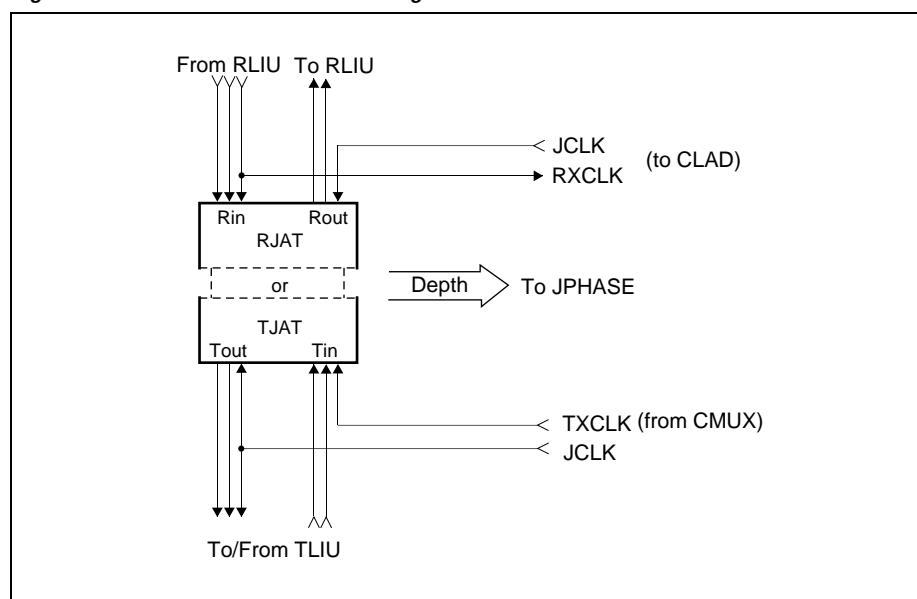 From RLIU To RLIU
JCLK
(to CLAD)
RXCLK
Rin Rout
RJAT
or
Depth
To JPHASE
TJAT
Tout Tin
TXCLK (from CMUX)
JCLK
To/From TLIU